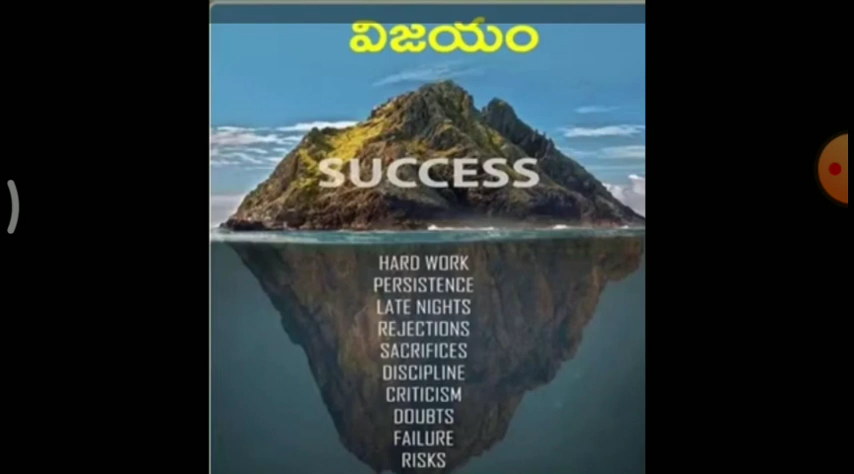 విజయం
SUCCESS
HARD WORK
PERSISTENCE
LATE NIGHTS
REJECTIONS
SACRIFICES
DISCIPLINE
CRITICISM
DOUBTS
FAILURE
RISKS